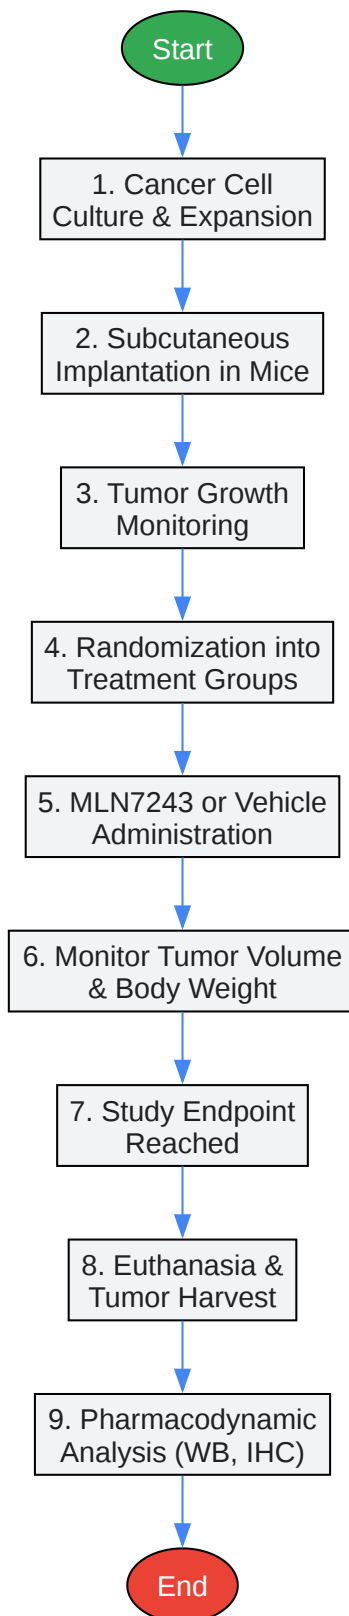 Start
1. Cancer Cell
Culture & Expansion
2. Subcutaneous
Implantation in Mice
3. Tumor Growth
Monitoring
4. Randomization into
Treatment Groups
5. MLN7243 or Vehicle
Administration
6. Monitor Tumor Volume
& Body Weight
7. Study Endpoint
Reached
8. Euthanasia &
Tumor Harvest
9. Pharmacodynamic
Analysis (WB, IHC)
End